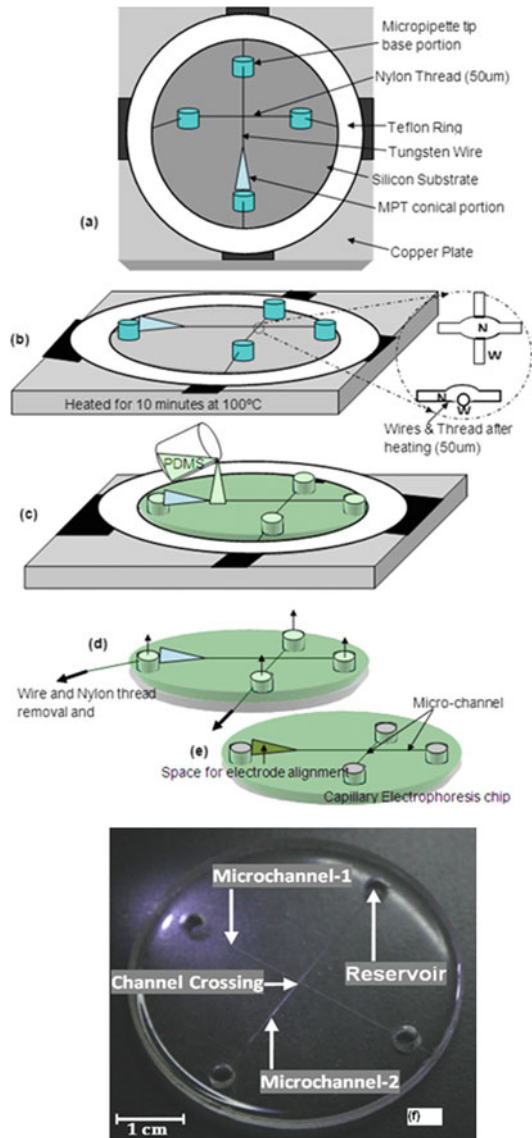 Micropipette tip
base portion
Nylon Thread (50um)
Teflon Ring
Tungsten Wire
Silicon Substrate
MPT conical portion
(a)
Copper Plate
(b)
N
W
N
W
Heated for 10 minutes at 100ºC
Wires & Thread after
heating (50um)
PDMS
(c)
(d)
Wire and Nylon thread
removal and
Micro-channel
(e)
Space for electrode alignment
Capillary Electrophoresis chip
Microchannel-1
Reservoir
Channel Crossing
Microchannel-2
1 cm
(f)